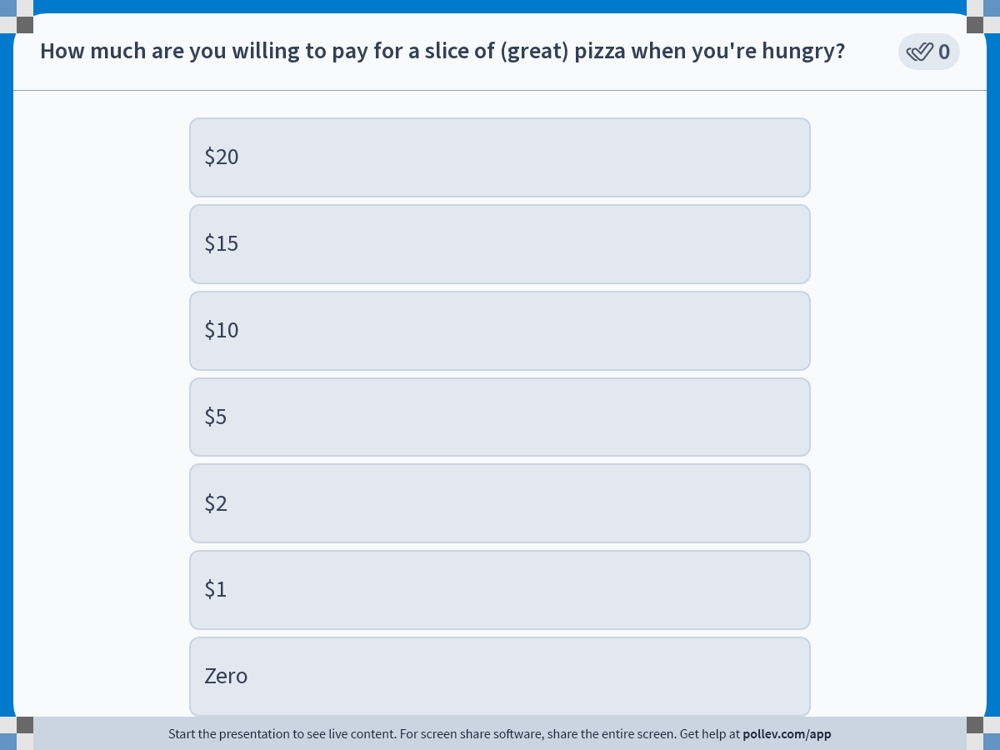 How much are you willing to pay for a slice of (great) pizza when you're hungry?
0
$20
$15
$10
$5
$2
$1
Zero
Start the presentation to see live content. For screen share software, share the entire screen. Get help at pollev.com/app